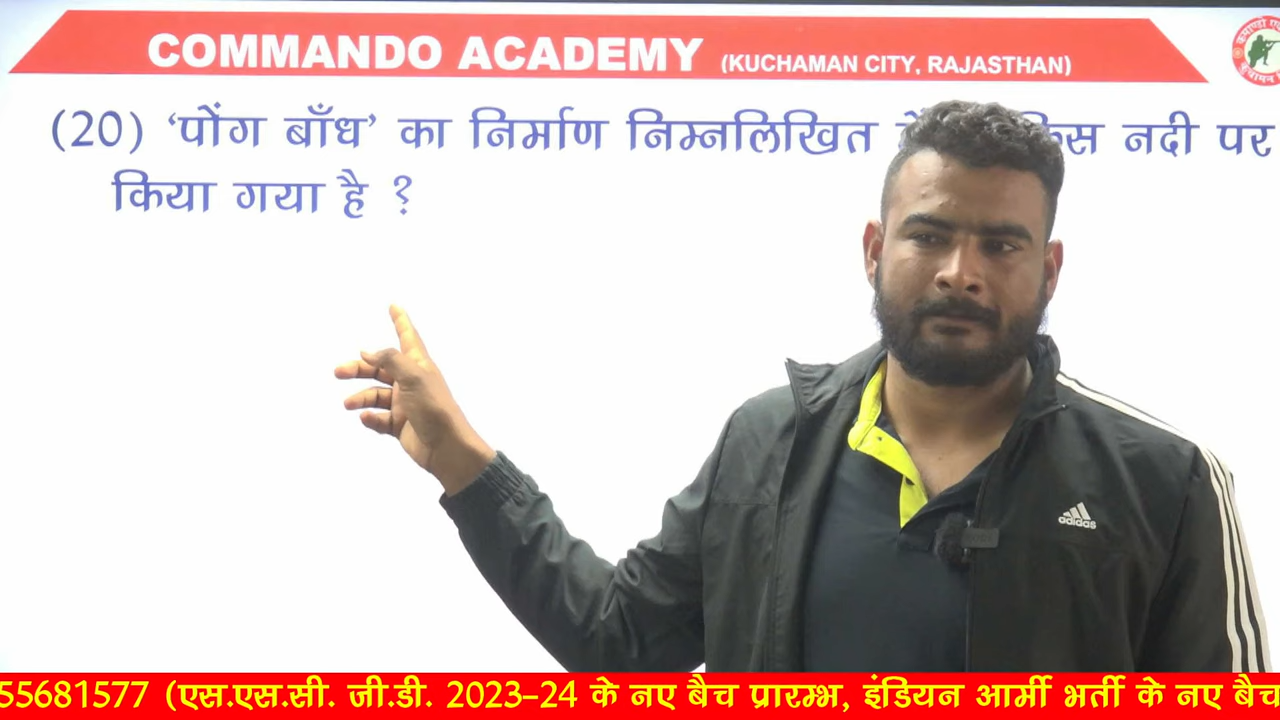 COMMANDO ACADEMY (KUCHAMAN CITY, RAJASTHAN)
(20) ‘पोंग बाँध’ का निर्माण निम्नलिखित नदी पर
किया गया है ?
adidas
55681577 (एस.एस.सी. जी.डी. 2023-24 के नए बैच प्रारम्भ, इंडियन आर्मी भर्ती के नए बैच